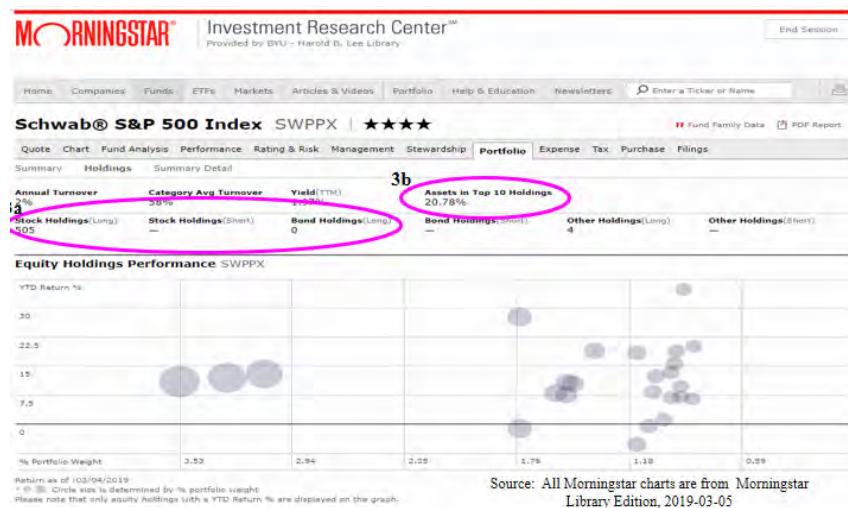 MORNINGSTAR® Investment Research Center℠
Provided by BYU - Harold B. Lee Library
End Session
Home Companies Funds ETFs Markets Articles & Videos Portfolio Help & Education Newsletters Enter a Ticker or Name
Schwab® S&P 500 Index SWPPX ★★★★
Fund Family Data PDF Report
Quote Chart Fund Analysis Performance Rating & Risk Management Stewardship Portfolio Expense Tax Purchase Filings
Summary Holdings Summary Detail
3b
Annual Turnover Category Avg Turnover Yield(TTM) Assets in Top 10 Holdings
2% 58% 20.78%
3a
Stock Holdings(Long) Stock Holdings(Short) Bond Holdings(Long) Bond Holdings(Short) Other Holdings(Long) Other Holdings(Short)
505 — 0 — 4 —
Equity Holdings Performance SWPPX
YTD Return %
30
22.5
15
7.5
0
% Portfolio Weight 3.53 2.94 2.35 1.76 1.18 0.59
Return as of :03/04/2019
Circle size is determined by % portfolio weight
Please note that only equity holdings with a YTD Return % are displayed on the graph.
Source: All Morningstar charts are from Morningstar
Library Edition, 2019-03-05